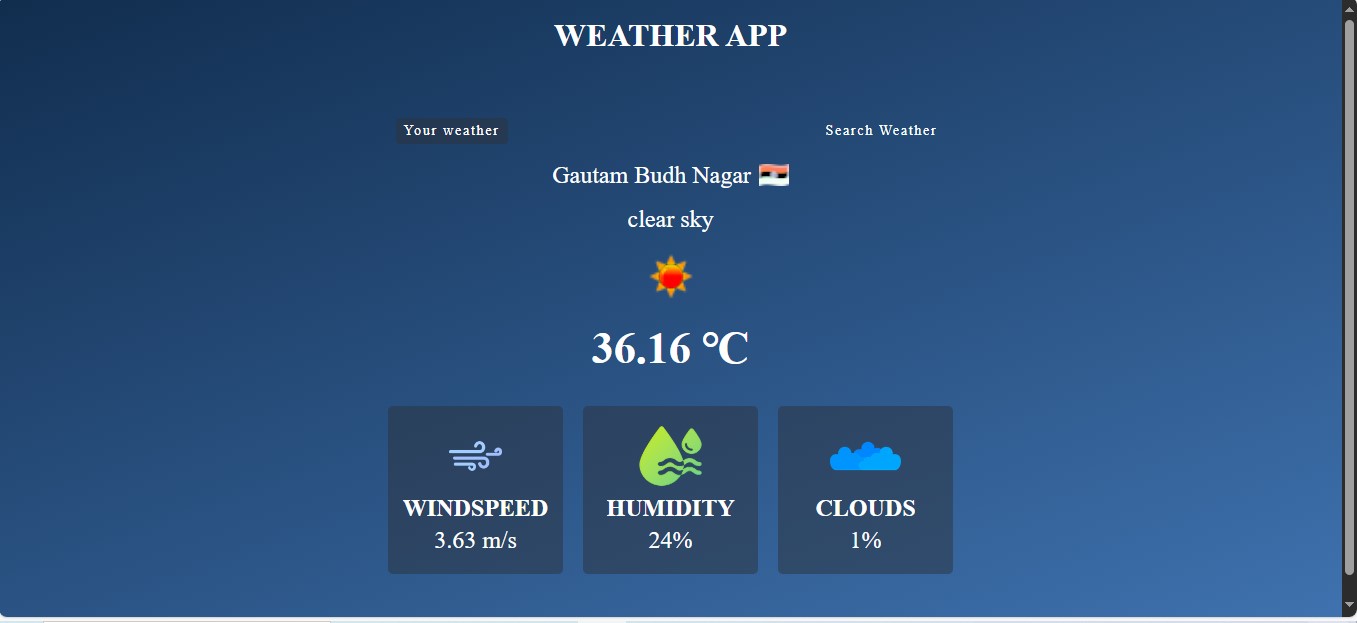 WEATHER APP
Your weather
Search Weather
Gautam Budh Nagar
clear sky
36.16 °C
WINDSPEED
3.63 m/s
HUMIDITY
24%
CLOUDS
1%